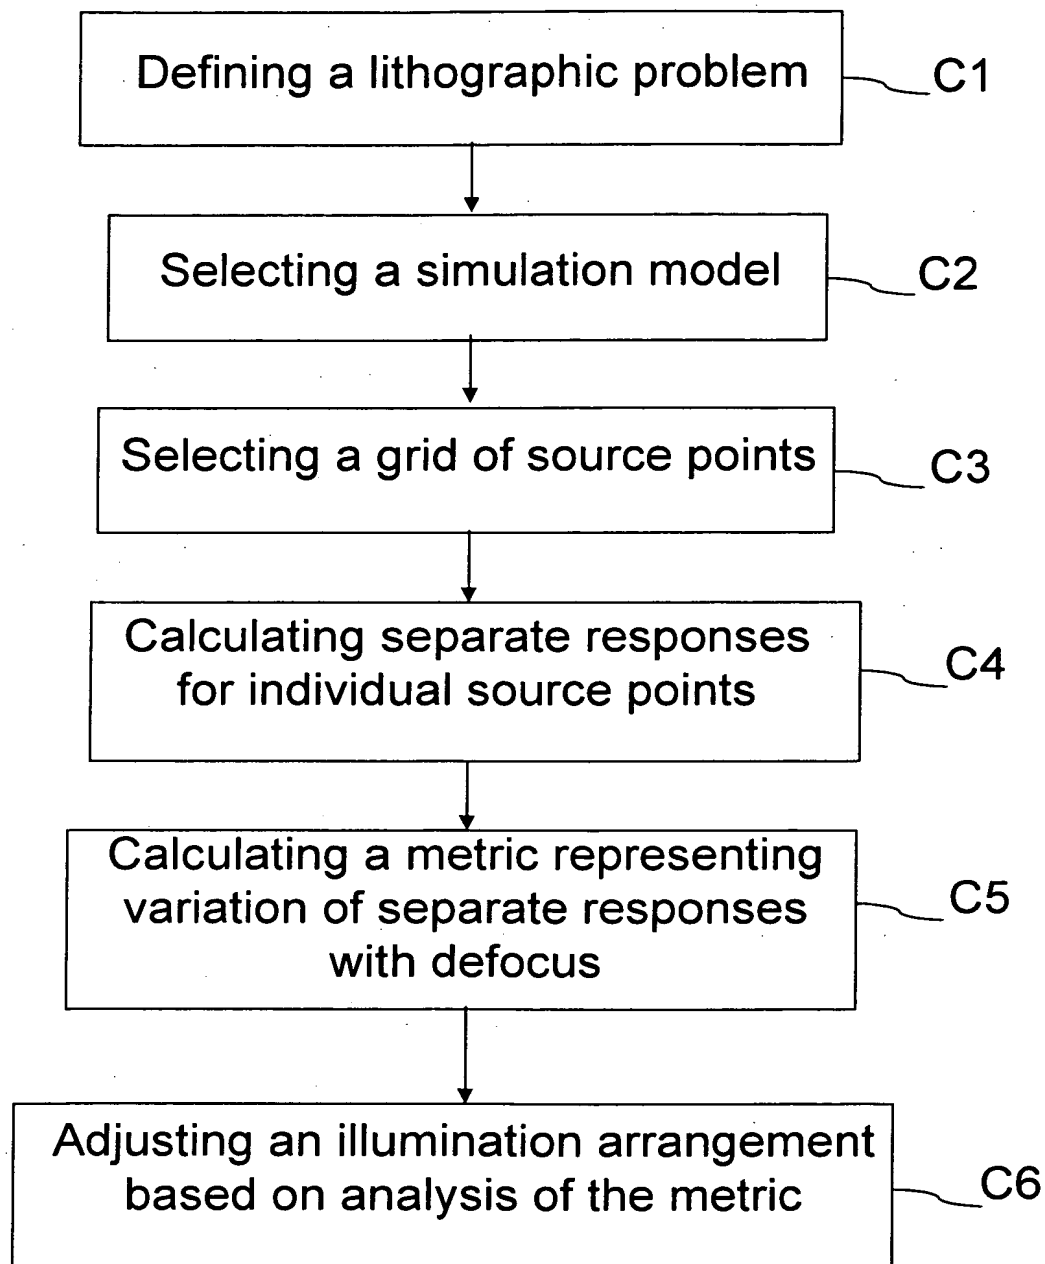 Defining a lithographic problem
C1
Selecting a simulation model
C2
Selecting a grid of source points
C3
Calculating separate responses
for individual source points
C4
Calculating a metric representing
variation of separate responses
with defocus
C5
Adjusting an illumination arrangement
based on analysis of the metric
C6